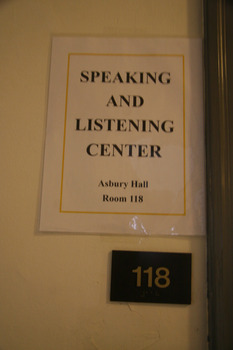 SPEAKING
AND
LISTENING
CENTER
Asbury Hall
Room 118
118